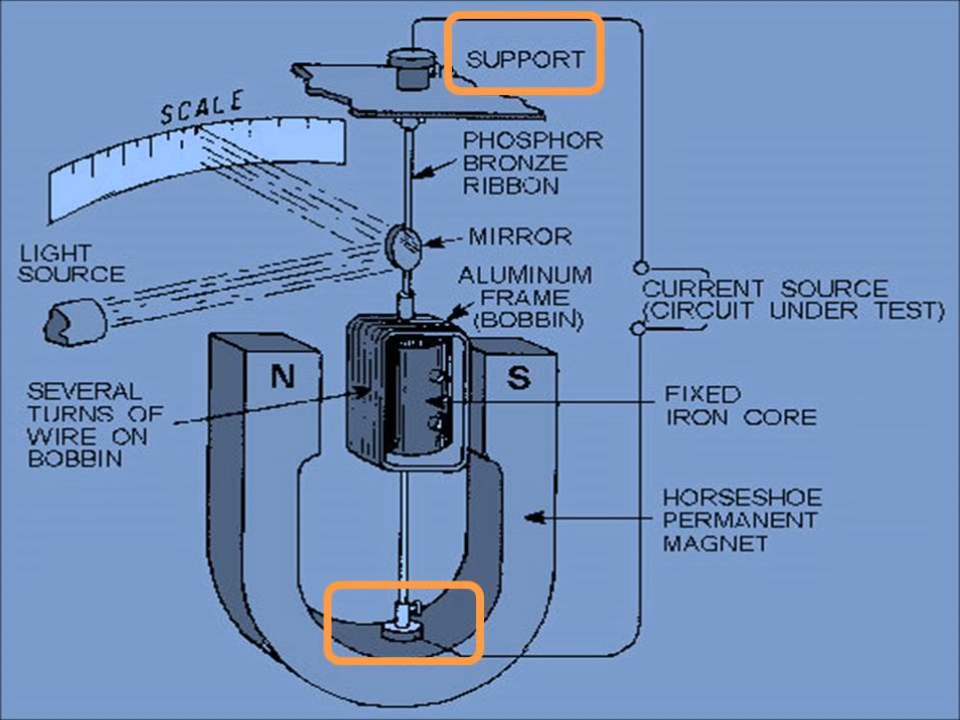 SUPPORT
SCALE
PHOSPHOR
BRONZE
RIBBON
MIRROR
LIGHT
SOURCE
ALUMINUM
FRAME
(BOBBIN)
CURRENT SOURCE
(CIRCUIT UNDER TEST)
N
S
SEVERAL
TURNS OF
WIRE ON
BOBBIN
FIXED
IRON CORE
HORSESHOE
PERMANENT
MAGNET